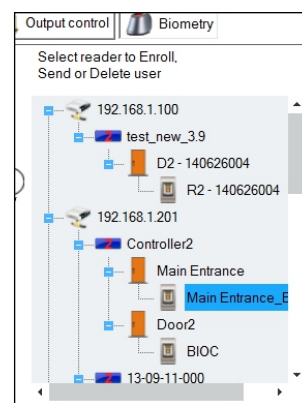 Output control Biometry
Select reader to Enroll,
Send or Delete user
192.168.1.100
test_new_3.9
D2 - 140626004
R2 - 140626004
192.168.1.201
Controller2
Main Entrance
Main Entrance_E
Door2
BIOC
13-09-11-000